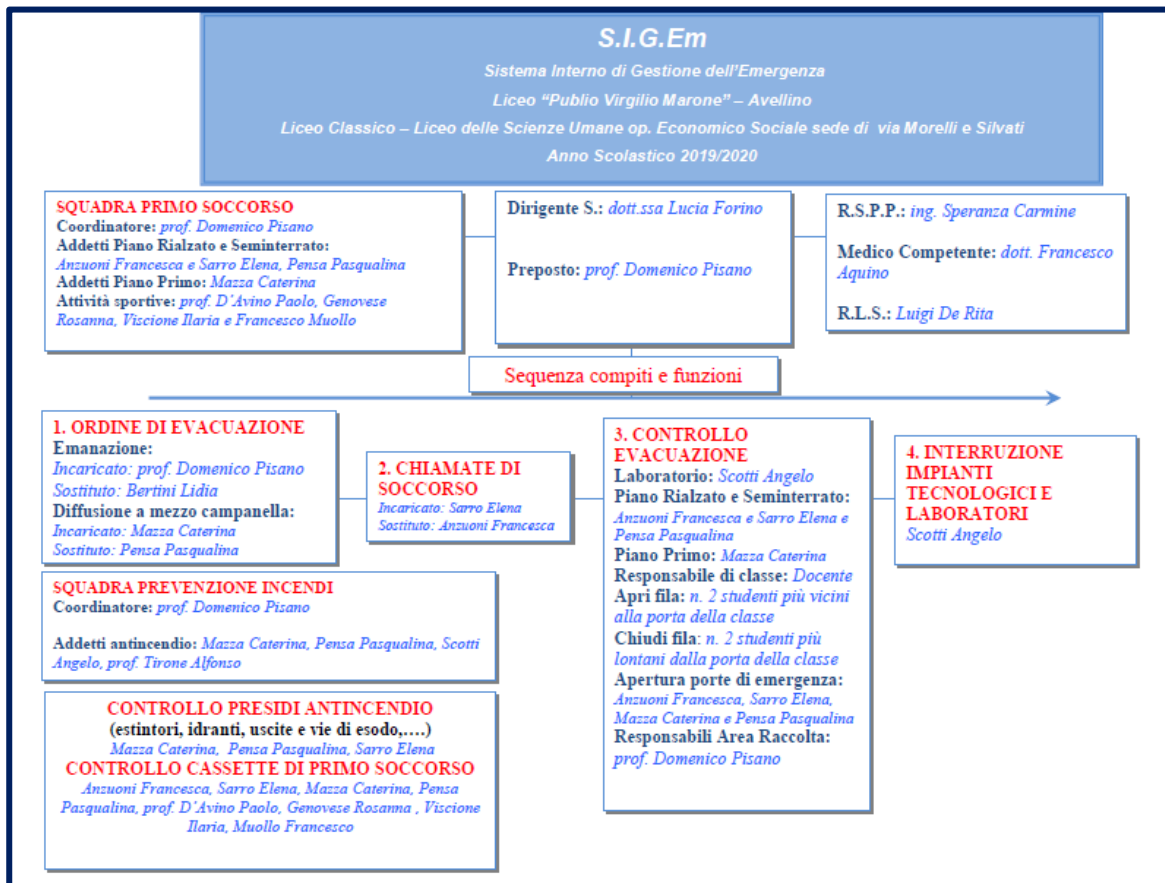 S.I.G.Em
Sistema Interno di Gestione dell'Emergenza
Liceo "Publio Virgilio Marone" – Avellino
Liceo Classico – Liceo delle Scienze Umane op. Economico Sociale sede di via Morelli e Silvati
Anno Scolastico 2019/2020
SQUADRA PRIMO SOCCORSO
Coordinatore: prof. Domenico Pisano
Addetti Piano Rialzato e Seminterrato:
Anzuoni Francesca e Sarro Elena, Pensa Pasqualina
Addetti Piano Primo: Mazza Caterina
Attività sportive: prof. D'Avino Paolo, Genovese
Rosanna, Viscione Ilaria e Francesco Muollo
Dirigente S.: dott.ssa Lucia Forino
Preposto: prof. Domenico Pisano
R.S.P.P.: ing. Speranza Carmine
Medico Competente: dott. Francesco
Aquino
R.L.S.: Luigi De Rita
Sequenza compiti e funzioni
1. ORDINE DI EVACUAZIONE
Emanazione:
Incaricato: prof. Domenico Pisano
Sostituto: Bertini Lidia
Diffusione a mezzo campanella:
Incaricato: Mazza Caterina
Sostituto: Pensa Pasqualina
2. CHIAMATE DI
SOCCORSO
Incaricato: Sarro Elena
Sostituto: Anzuoni Francesca
3. CONTROLLO
EVACUAZIONE
Laboratorio: Scotti Angelo
Piano Rialzato e Seminterrato:
Anzuoni Francesca e Sarro Elena e
Pensa Pasqualina
Piano Primo: Mazza Caterina
Responsabile di classe: Docente
Apri fila: n. 2 studenti più vicini
alla porta della classe
Chiudi fila: n. 2 studenti più
lontani dalla porta della classe
Apertura porte di emergenza:
Anzuoni Francesca, Sarro Elena,
Mazza Caterina e Pensa Pasqualina
Responsabili Area Raccolta:
prof. Domenico Pisano
4. INTERRUZIONE
IMPIANTI
TECNOLOGICI E
LABORATORI
Scotti Angelo
SQUADRA PREVENZIONE INCENDI
Coordinatore: prof. Domenico Pisano
Addetti antincendio: Mazza Caterina, Pensa Pasqualina, Scotti
Angelo, prof. Tirone Alfonso
CONTROLLO PRESIDI ANTINCENDIO
(estintori, idranti, uscite e vie di esodo,….)
Mazza Caterina, Pensa Pasqualina, Sarro Elena
CONTROLLO CASSETTE DI PRIMO SOCCORSO
Anzuoni Francesca, Sarro Elena, Mazza Caterina, Pensa
Pasqualina, prof. D'Avino Paolo, Genovese Rosanna , Viscione
Ilaria, Muollo Francesco